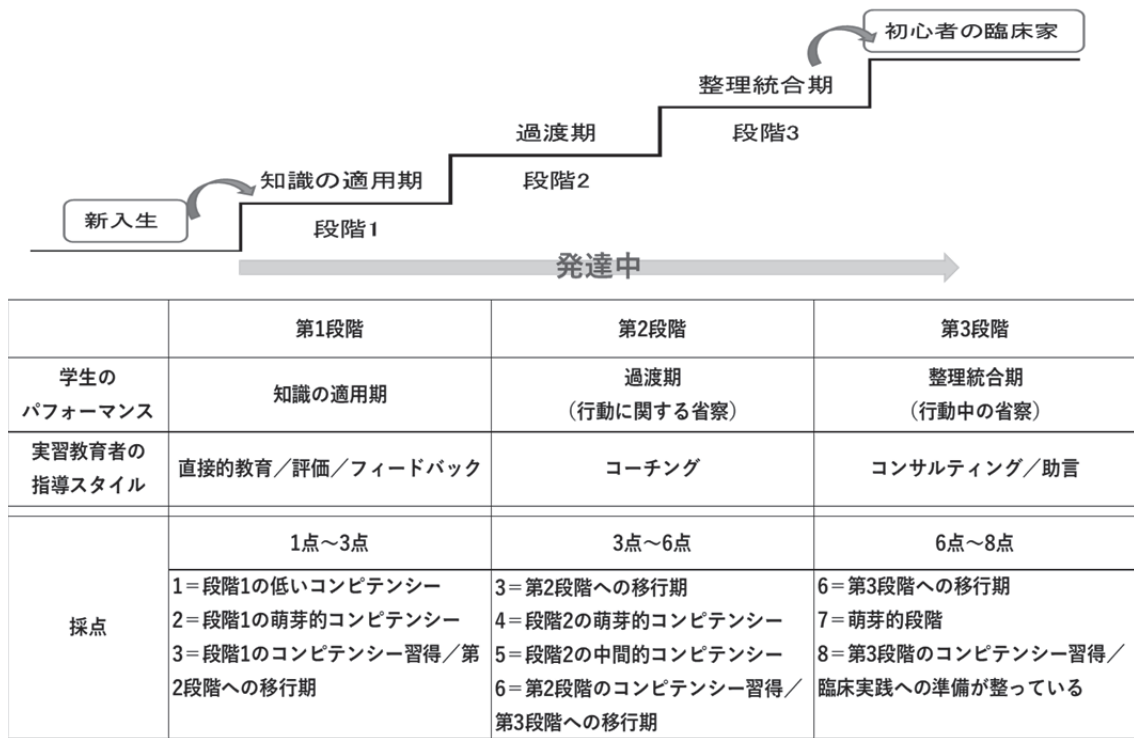 初心者の臨床家
整理統合期
段階3
過渡期
段階2
知識の適用期
段階1
新入生
発達中
第1段階
第2段階
第3段階
学生の
パフォーマンス
知識の適用期
過渡期
（行動に関する省察）
整理統合期
（行動中の省察）
実習教育者の
指導スタイル
直接的教育／評価／フィードバック
コーチング
コンサルティング／助言
採点
1点～3点
3点～6点
6点～8点
1＝段階1の低いコンピテンシー
2＝段階1の萌芽的コンピテンシー
3＝段階1のコンピテンシー習得／第
2段階への移行期
3＝第2段階への移行期
4＝段階2の萌芽的コンピテンシー
5＝段階2の中間的コンピテンシー
6＝第2段階のコンピテンシー習得／
第3段階への移行期
6＝第3段階への移行期
7＝萌芽的段階
8＝第3段階のコンピテンシー習得／
臨床実践への準備が整っている